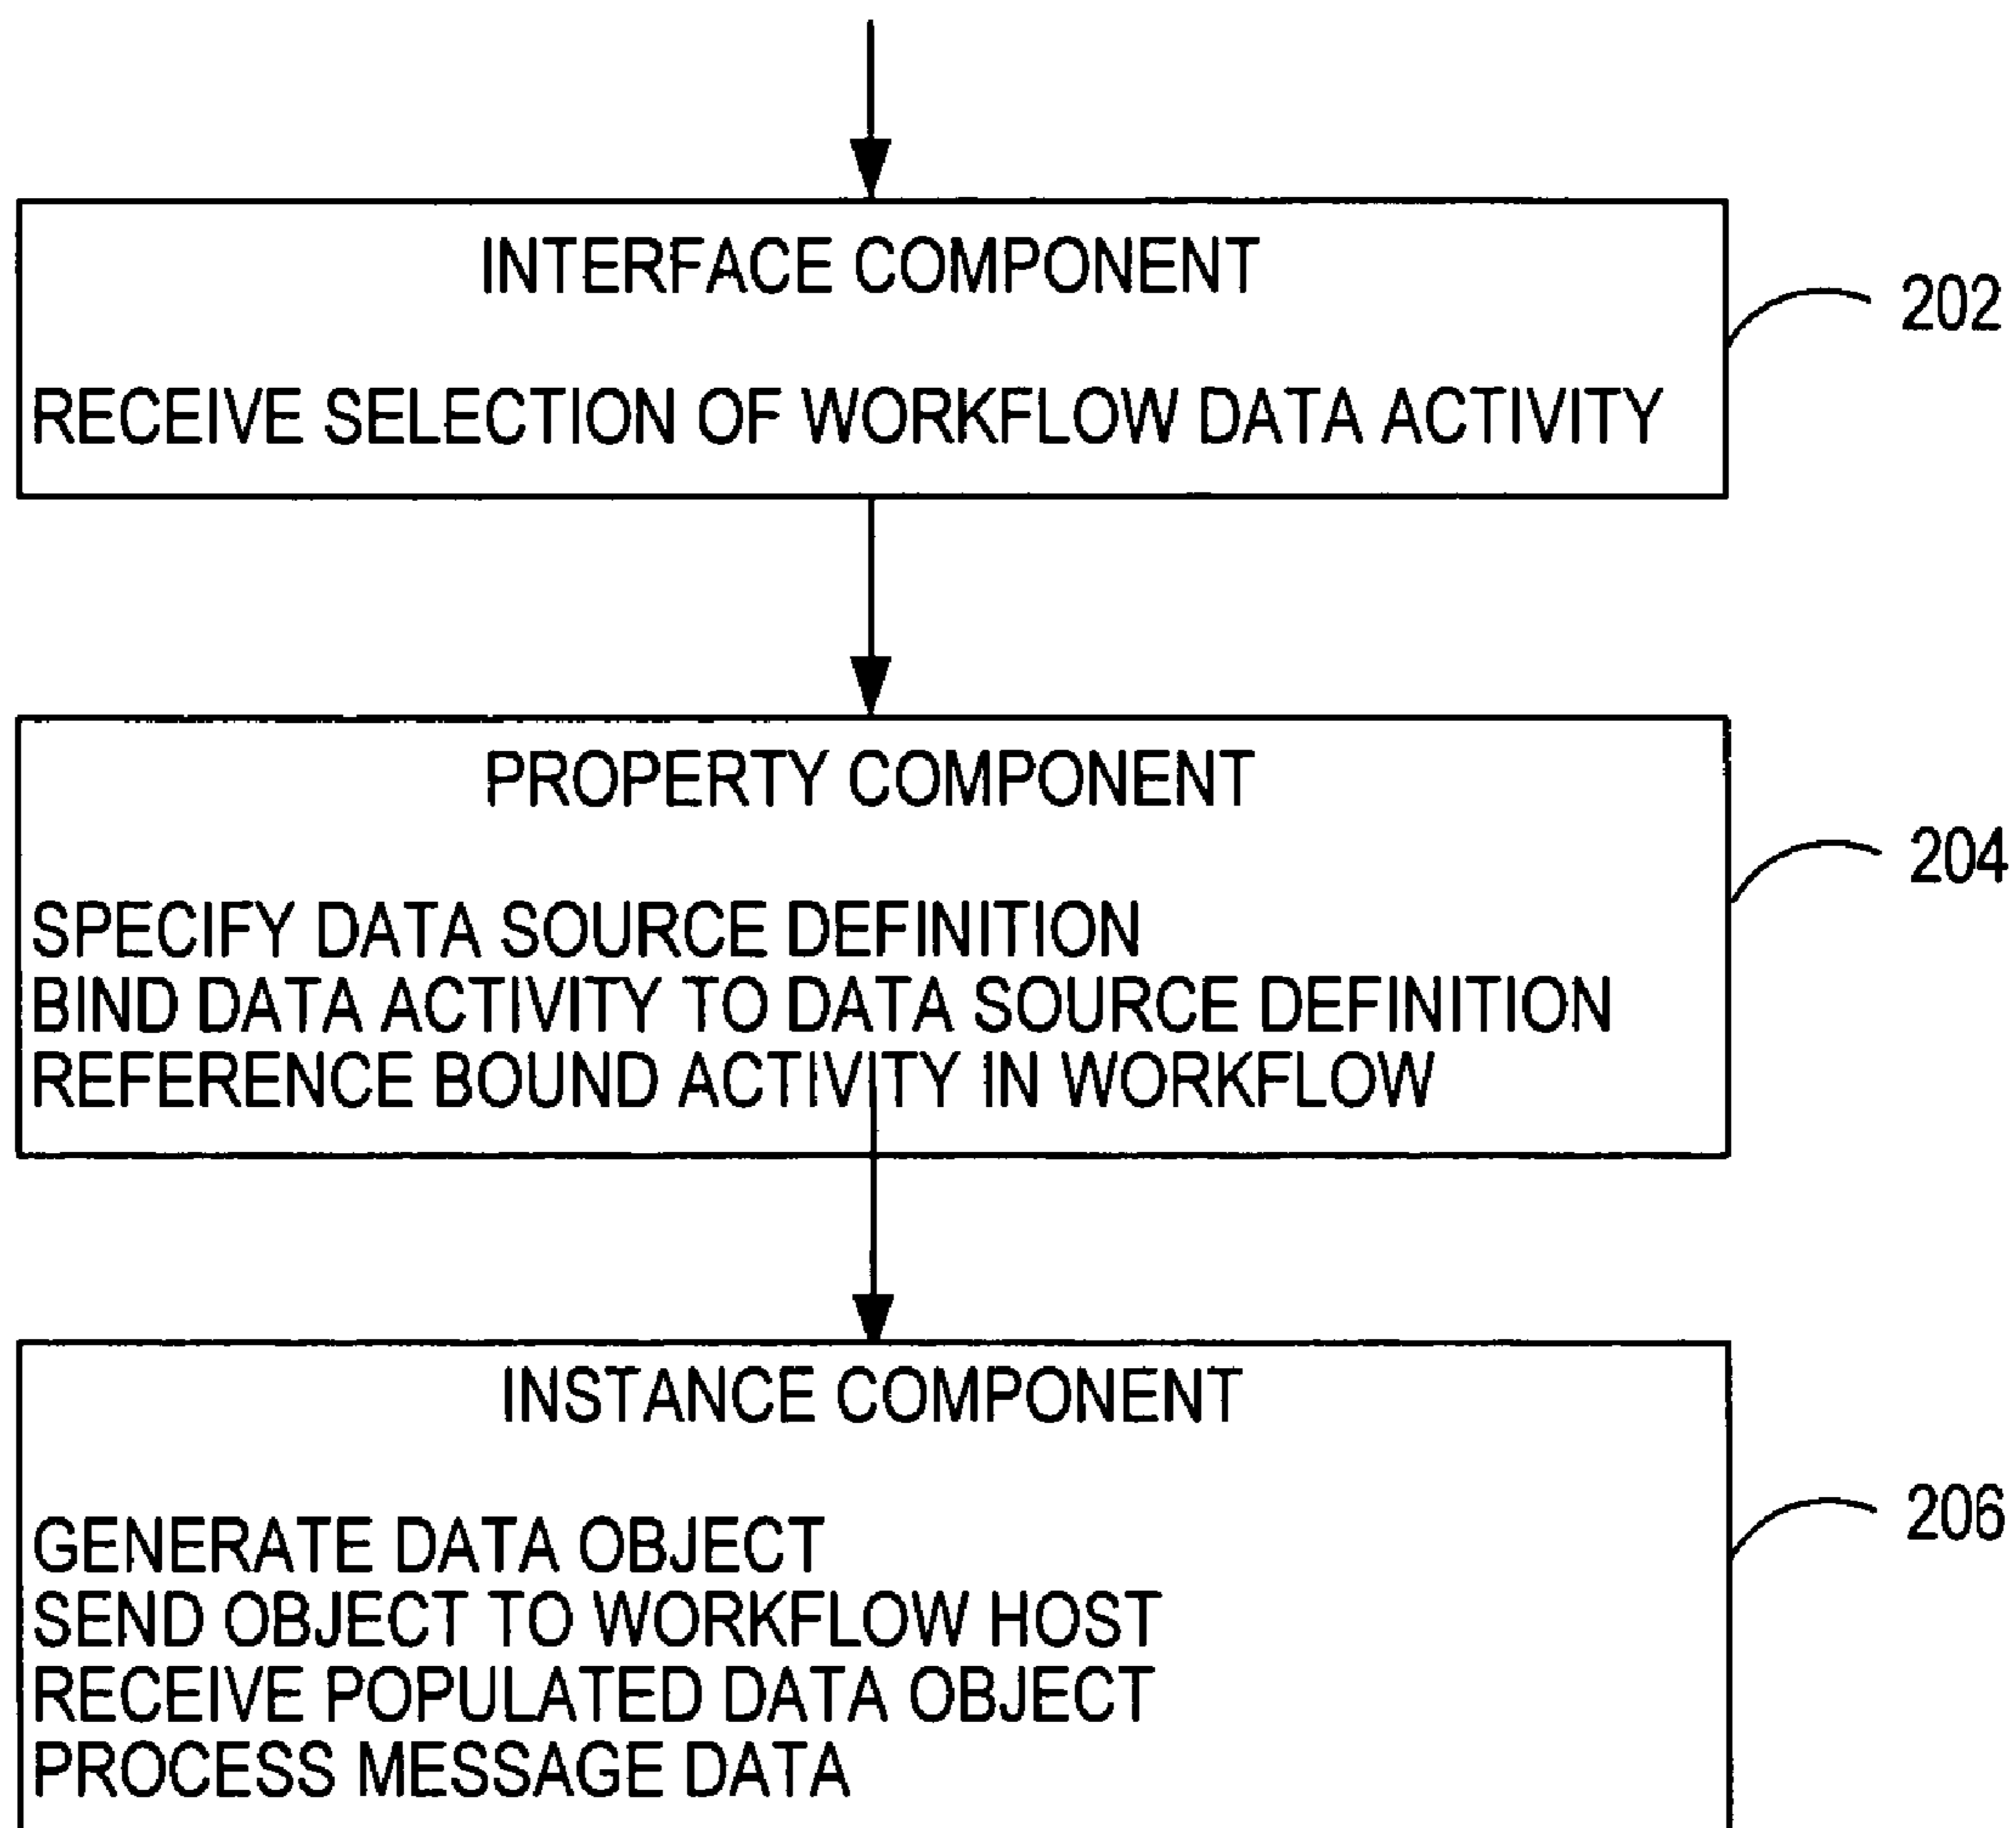 INTERFACE COMPONENT
RECEIVE SELECTION OF WORKFLOW DATA ACTIVITY
202
PROPERTY COMPONENT
SPECIFY DATA SOURCE DEFINITION
BIND DATA ACTIVITY TO DATA SOURCE DEFINITION
REFERENCE BOUND ACTIVITY IN WORKFLOW
204
INSTANCE COMPONENT
GENERATE DATA OBJECT
SEND OBJECT TO WORKFLOW HOST
RECEIVE POPULATED DATA OBJECT
PROCESS MESSAGE DATA
206